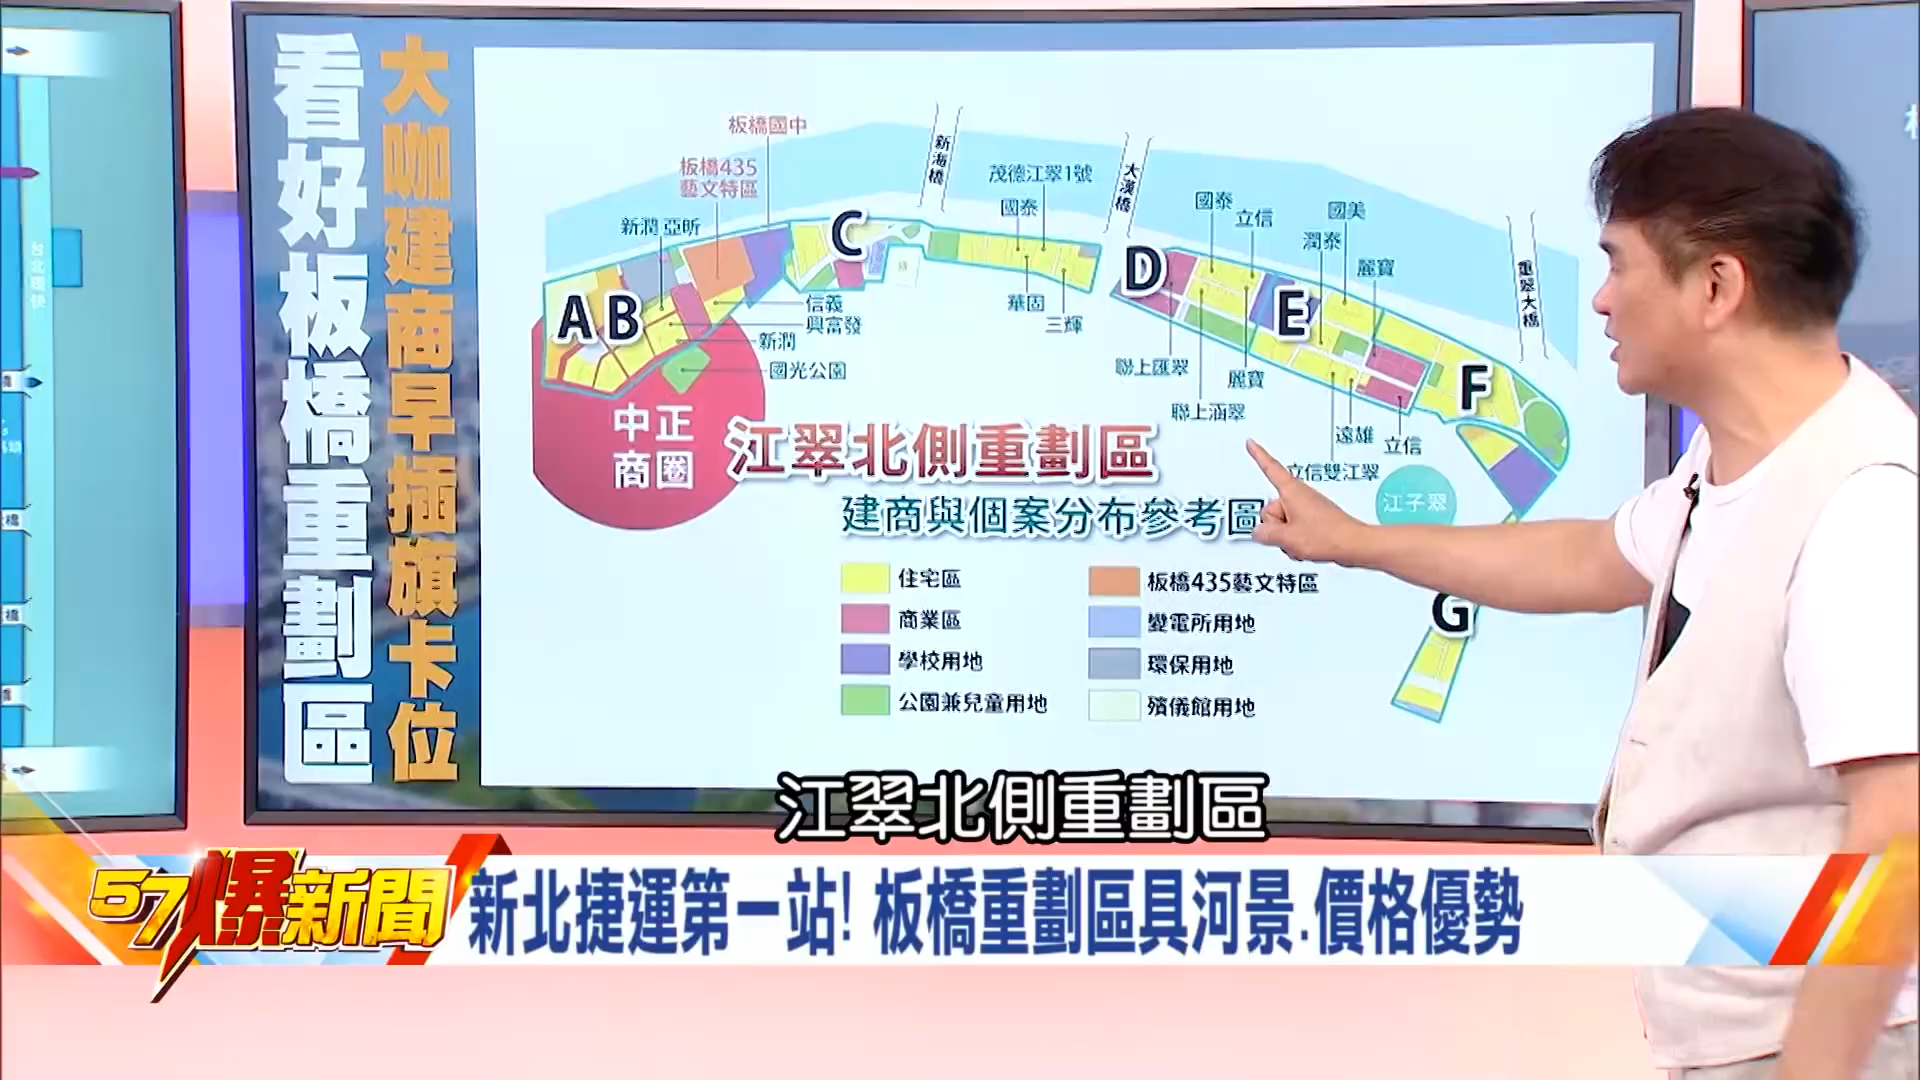 看好板橋重劃區
大咖建商早插旗卡位
板橋國中
板橋435
藝文特區
新潤 亞昕
新海橋
茂德江翠1號
國泰
大漢橋
國泰
立信
國美
潤泰
麗寶
重翠大橋
A B
C
D
E
F
G
信義
興富發
新潤
國光公園
華固
三輝
聯上匯翠
麗寶
聯上涵翠
遠雄
立信
立信雙江翠
江子翠
中正
商圈
江翠北側重劃區
建商與個案分布參考圖
住宅區
商業區
學校用地
公園兼兒童用地
板橋435藝文特區
變電所用地
環保用地
殯儀館用地
江翠北側重劃區
57爆新聞
新北捷運第一站! 板橋重劃區具河景.價格優勢